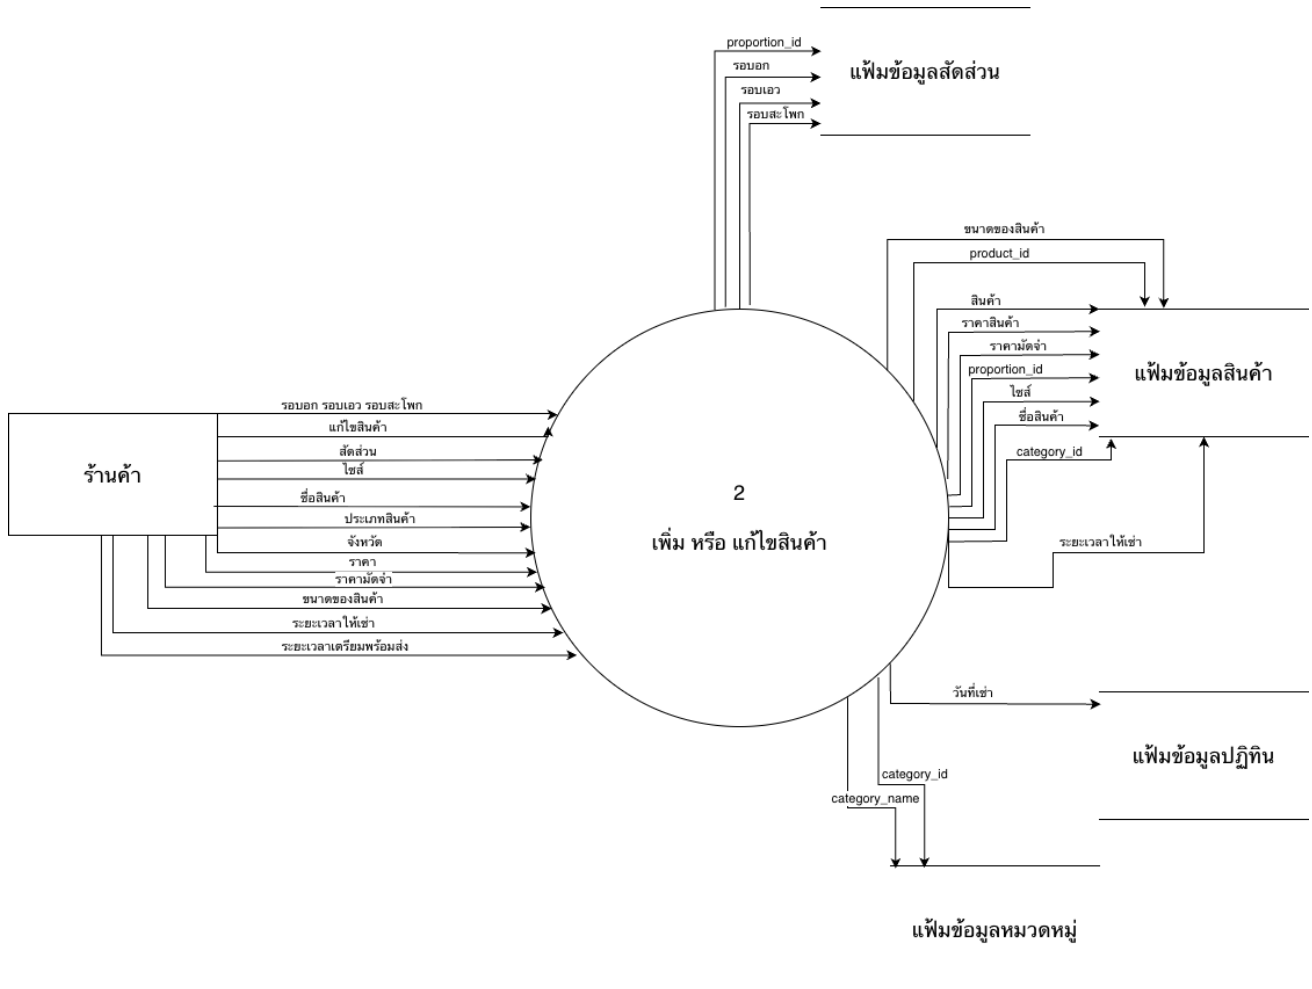 proportion_id
รอบอก
รอบเอว
รอบสะโพก
แฟ้มข้อมูลสัดส่วน
ขนาดของสินค้า
product_id
สินค้า
ราคาสินค้า
ราคามัดจำ
proportion_id
ไซส์
ชื่อสินค้า
category_id
แฟ้มข้อมูลสินค้า
ระยะเวลาให้เช่า
ร้านค้า
รอบอก รอบเอว รอบสะโพก
แก้ไขสินค้า
สัดส่วน
ไซส์
ชื่อสินค้า
ประเภทสินค้า
จังหวัด
ราคา
ราคามัดจำ
ขนาดของสินค้า
ระยะเวลาให้เช่า
ระยะเวลาเตรียมพร้อมส่ง
2
เพิ่ม หรือ แก้ไขสินค้า
วันที่เช่า
แฟ้มข้อมูลปฏิทิน
category_id
category_name
แฟ้มข้อมูลหมวดหมู่